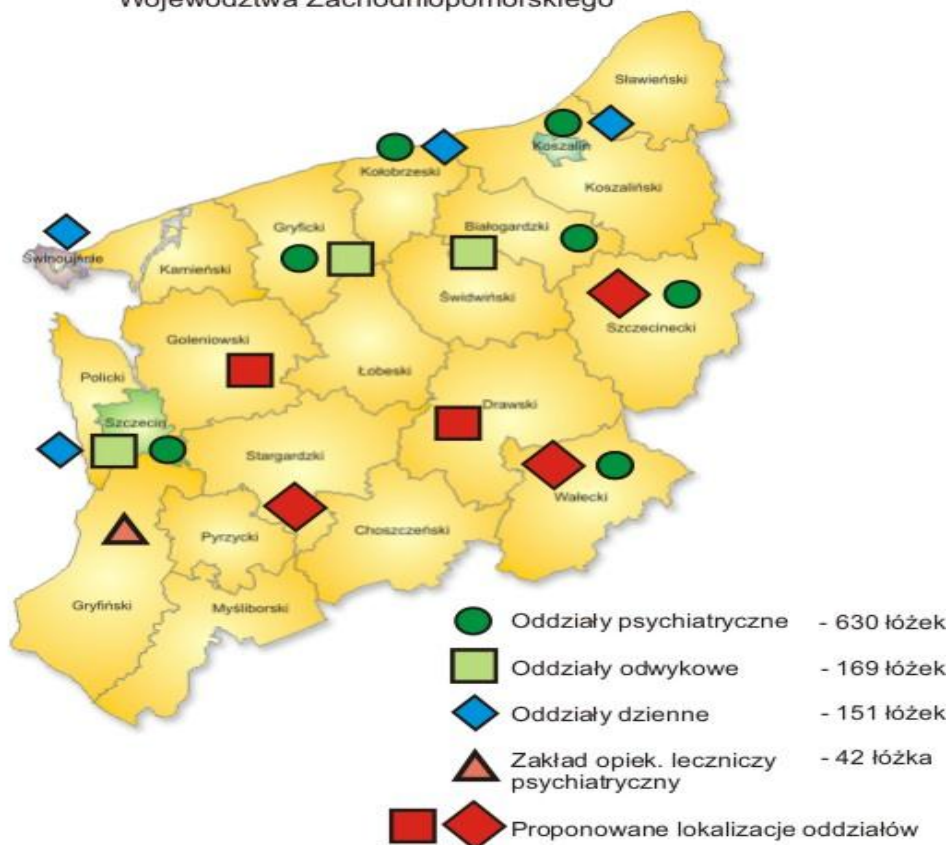 Województwa Zachodniopomorskiego
Sławieński
Koszalin
Kołobrzeski
Koszaliński
Gryficki
Białogardzki
Świnoujście
Kamieński
Świdwiński
Szczecinecki
Goleniowski
Łobeski
Policki
Drawski
Szczecin
Stargardzki
Wałecki
Pyrzycki
Choszczeński
Gryfiński
Myśliborski
Oddziały psychiatryczne - 630 łóżek
Oddziały odwykowe - 169 łóżek
Oddziały dzienne - 151 łóżek
Zakład opiek. leczniczy - 42 łóżka
psychiatryczny
Proponowane lokalizacje oddziałów